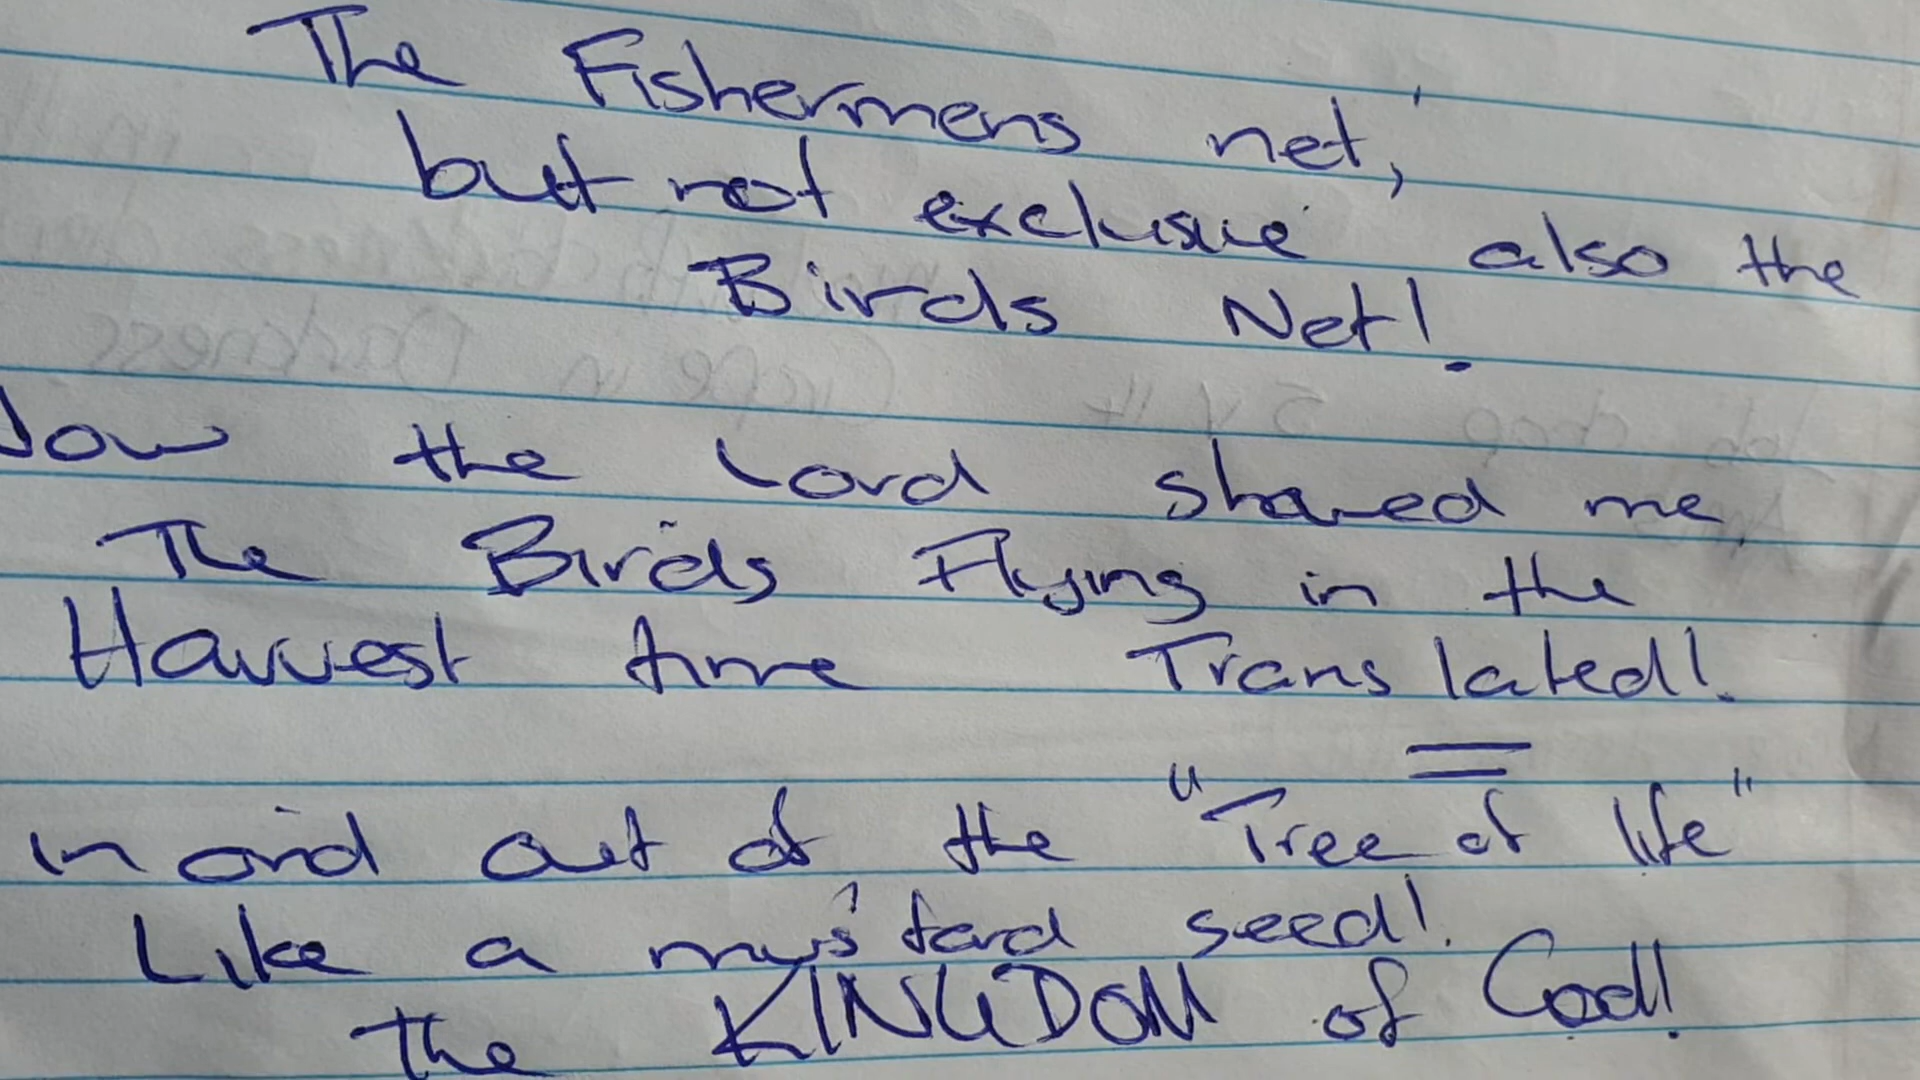 The Fishermens net,
but not exclusive also the
Birds Net!
Now the Lord shared me
The Birds Flying in the
Harvest time Translated!
in and out of the "Tree of life"
Like a mustard seed!
The KINGDOM of God!